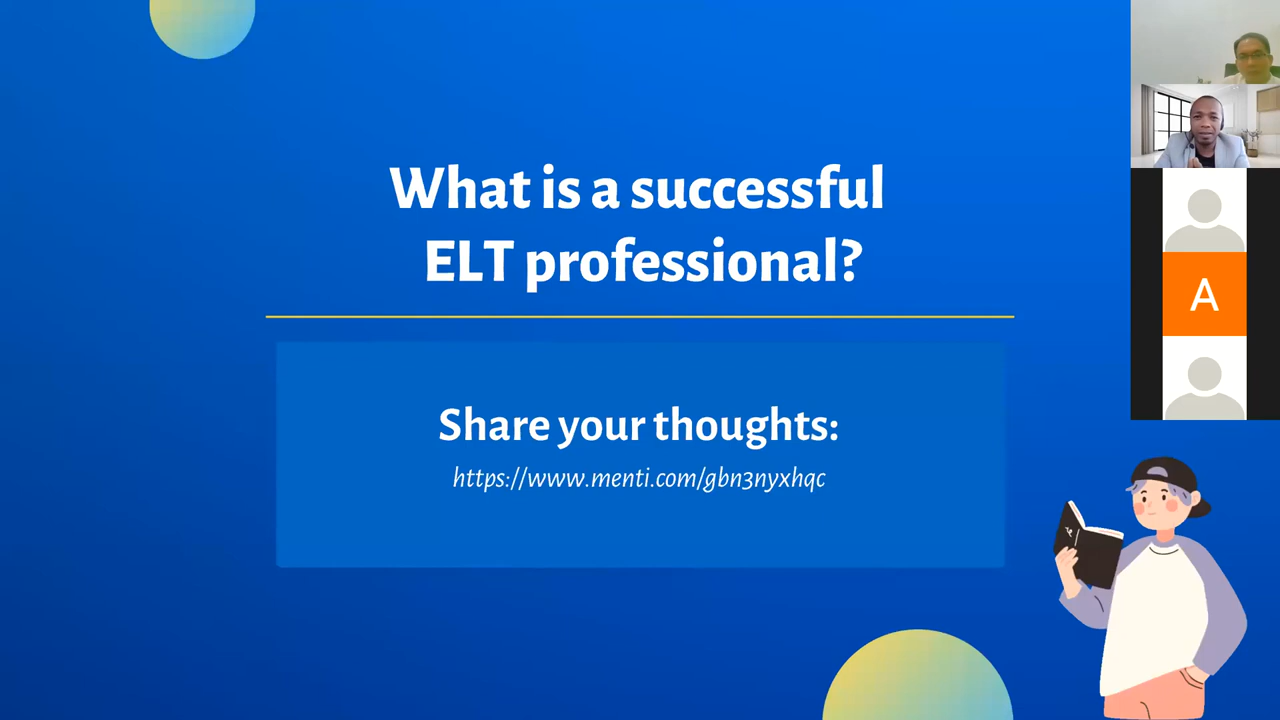 What is a successful
ELT professional?
Share your thoughts:
https://www.menti.com/gbn3nyxhqc
A